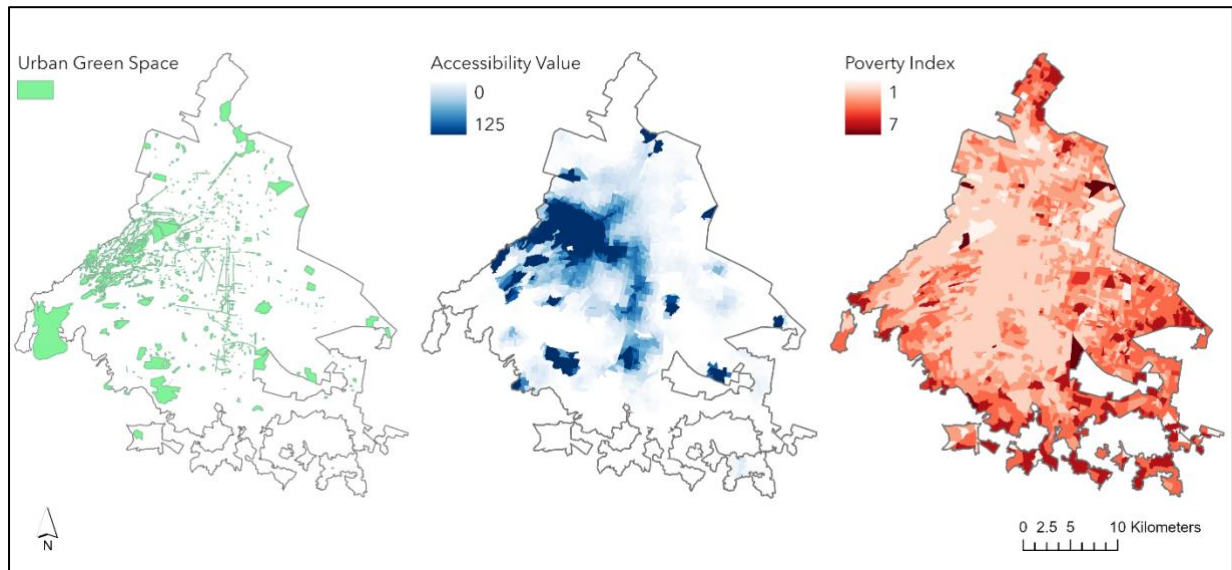 Urban Green Space
Accessibility Value
0
125
Poverty Index
1
7
N
0 2.5 5 10 Kilometers